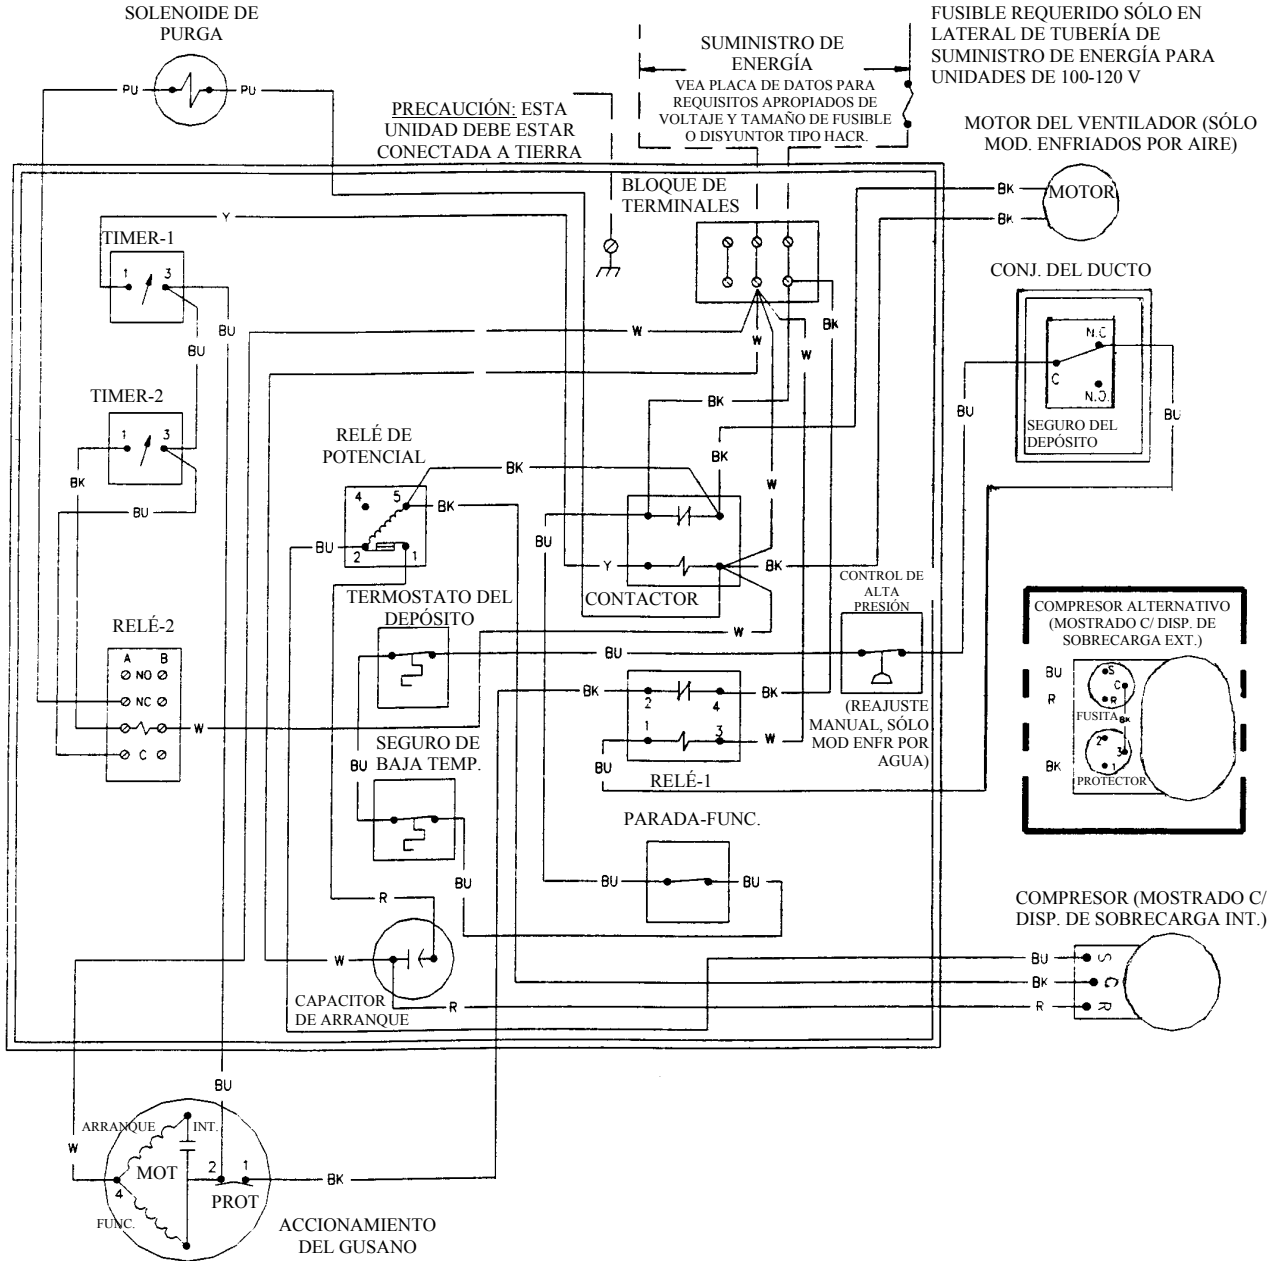 SOLENOIDE DE
PURGA
PU
PU
SUMINISTRO DE
ENERGÍA
VEA PLACA DE DATOS PARA
REQUISITOS APROPIADOS DE
VOLTAJE Y TAMAÑO DE FUSIBLE
O DISYUNTOR TIPO HACR.
FUSIBLE REQUERIDO SÓLO EN
LATERAL DE TUBERÍA DE
SUMINISTRO DE ENERGÍA PARA
UNIDADES DE 100-120 V
PRECAUCIÓN: ESTA
UNIDAD DEBE ESTAR
CONECTADA A TIERRA
MOTOR DEL VENTILADOR (SÓLO
MOD. ENFRIADOS POR AIRE)
BK
BK
MOTOR
BLOQUE DE
TERMINALES
Y
TIMER-1
1 3
BU
BU
W
W
W
BK
CONJ. DEL DUCTO
N.C
C
N.O.
SEGURO DEL
DEPÓSITO
BU
BU
TIMER-2
1 3
BK
BU
RELÉ DE
POTENCIAL
4 5
2 1
BU
BK
BK
BK
BK
W
BU
Y
BK
CONTACTOR
CONTROL DE
ALTA
PRESIÓN
TERMOSTATO DEL
DEPÓSITO
W
BU
(REAJUSTE
MANUAL, SÓLO
MOD ENFR POR
AGUA)
RELÉ-2
A B
NO
NC
C
W
BK
2 4
BK
1 3
W
BU
RELÉ-1
SEGURO DE
BAJA TEMP.
BU
BU
PARADA-FUNC.
BU
BU
COMPRESOR ALTERNATIVO
(MOSTRADO C/ DISP. DE
SOBRECARGA EXT.)
BU
R
BK
S
C
R
FUSITA
BK
2
3
1
PROTECTOR
R
W
CAPACITOR
DE ARRANQUE
R
COMPRESOR (MOSTRADO C/
DISP. DE SOBRECARGA INT.)
BU S
BK C
R R
BU
W
ARRANQUE
INT.
MOT
2 1
PROT
4
FUNC.
BK
ACCIONAMIENTO
DEL GUSANO